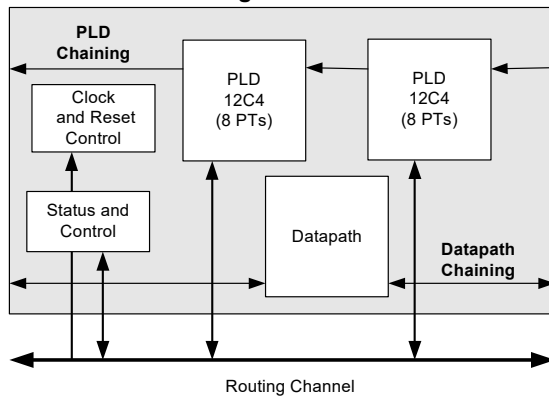 PLD
Chaining
PLD
12C4
(8 PTs)
PLD
12C4
(8 PTs)
Clock
and Reset
Control
Status and
Control
Datapath
Datapath
Chaining
Routing Channel